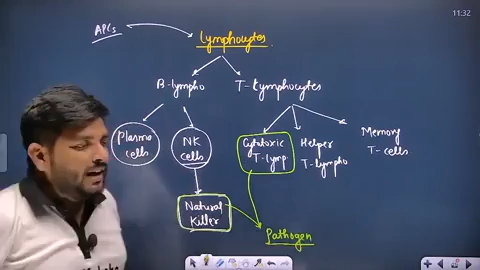 11:32
APCs
Lymphocytes
B-lympho
T-Lymphocytes
Plasma
cells
NK
cells
Cytotoxic
T-Lymp.
Helper
T-lympho
Memory
T-cells
Natural
Killer
Pathogen